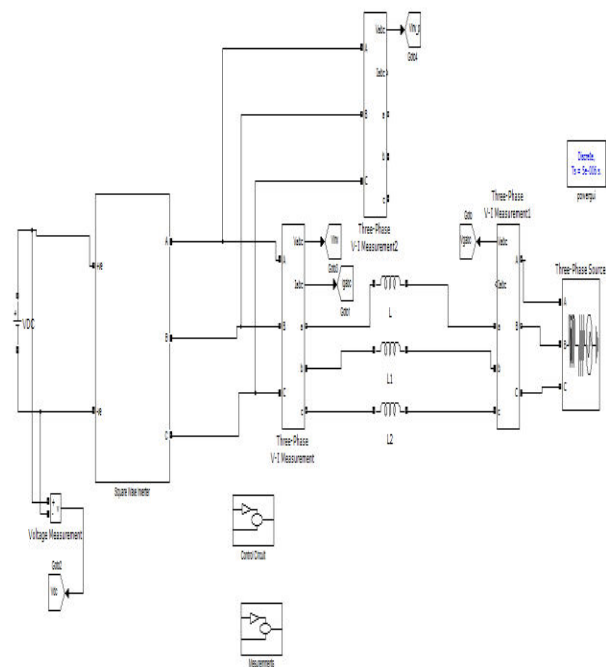 Vabc
Vinv_p
Goto4
A
Iabc
B
a
b
C
c
Three-Phase
V-I Measurement2
Discrete,
Ts = 5e-006 s.
powergui
A
Vabc
Vinv
Goto3
A
Iabc
Igabc
Goto1
B
a
b
C
c
Three-Phase
V-I Measurement
L
L1
L2
Goto
Vgabc
Three-Phase
V-I Measurement1
Vabc
A
Iabc
a
B
b
C
c
Three-Phase Source
A
B
C
+
VDC
+ve
B
C
Square Wave Inverter
+
-
v
Voltage Measurement
Goto2
Vdc
Control Circuit
Measurements